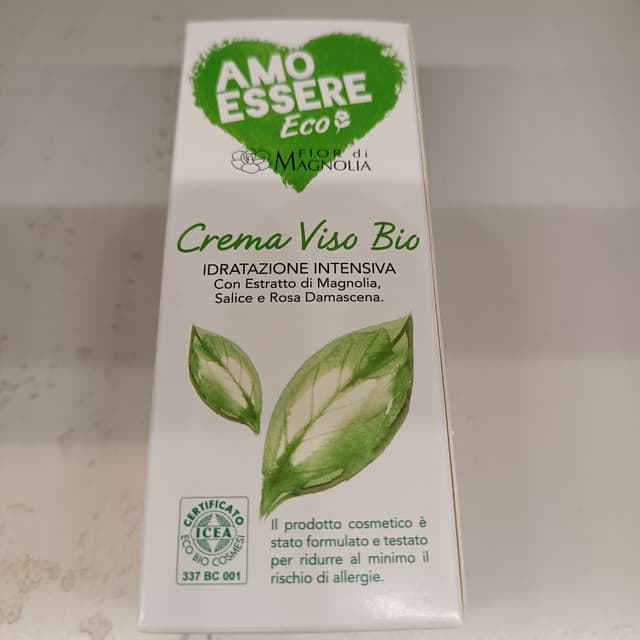 AMO
ESSERE
Eco
FIOR di
MAGNOLIA
Crema Viso Bio
IDRATAZIONE INTENSIVA
Con Estratto di Magnolia,
Salice e Rosa Damascena.
CERTIFICATO
ICEA
ECO BIO COSMESI
337 BC 001
Il prodotto cosmetico è
stato formulato e testato
per ridurre al minimo il
rischio di allergie.